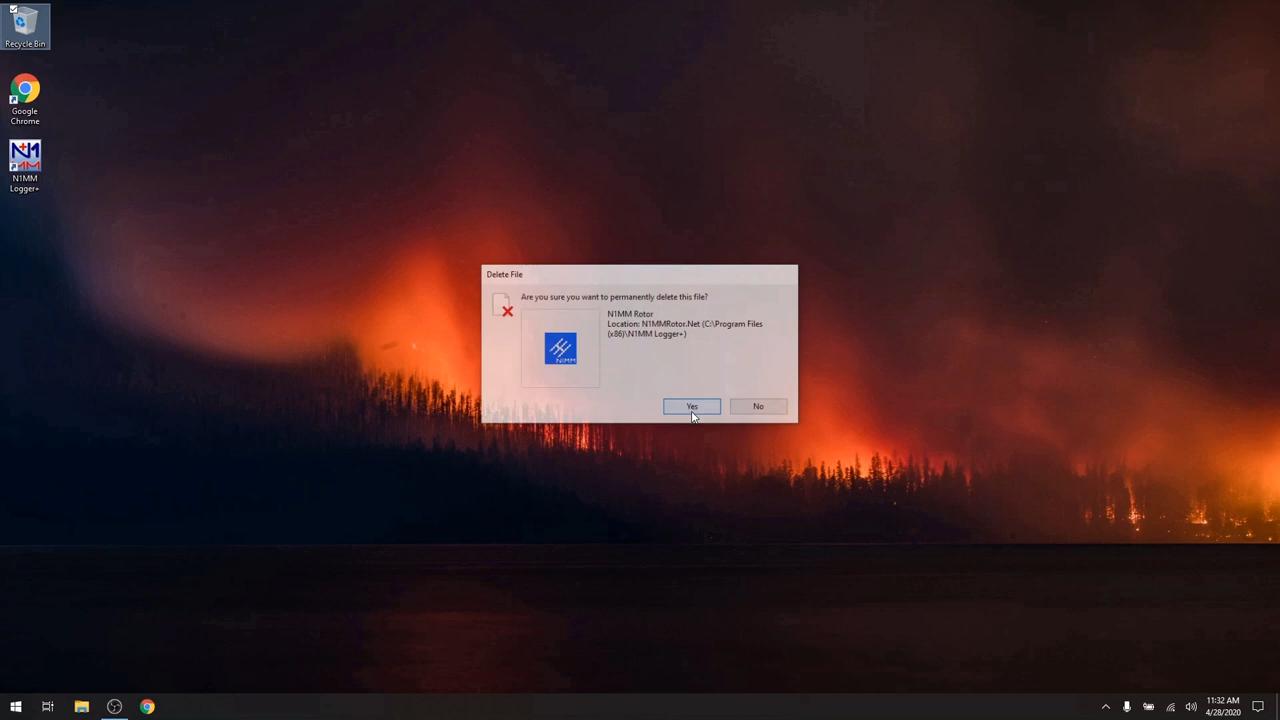 Recycle Bin
Google
Chrome
N1MM
Logger+
Delete File
Are you sure you want to permanently delete this file?
N1MM
N1MM Rotor
Location: N1MMRotor.Net (C:\Program Files
(x86)\N1MM Logger+)
Yes
No
11:32 AM
4/28/2020